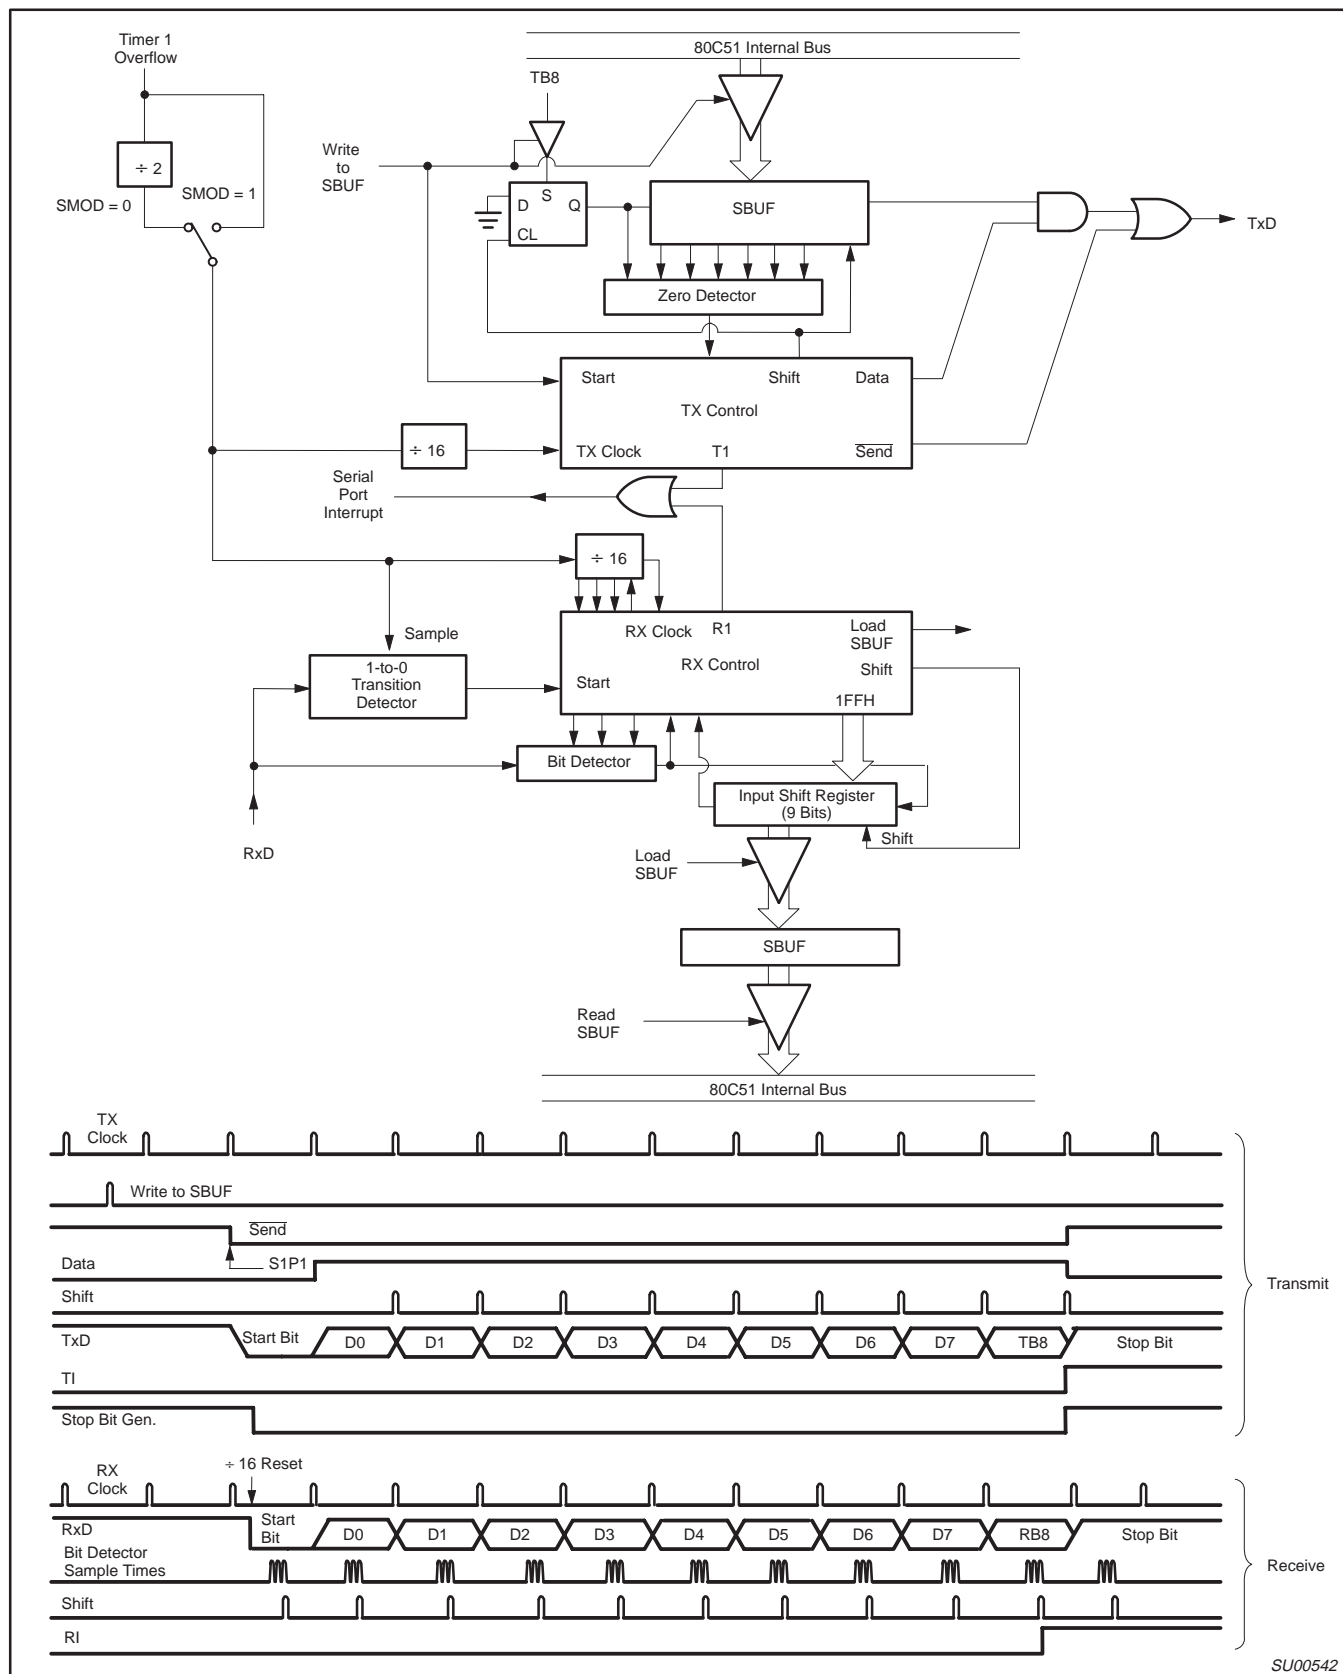 Timer 1
Overflow
80C51 Internal Bus
TB8
Write
to
SBUF
÷ 2
SMOD = 1
SMOD = 0
S
D
Q
CL
SBUF
TxD
Zero Detector
Start
Shift
Data
TX Control
÷ 16
TX Clock
T1
Send
Serial
Port
Interrupt
÷ 16
Sample
RX Clock
R1
Load
SBUF
RX Control
Shift
1-to-0
Transition
Detector
Start
1FFH
Bit Detector
Input Shift Register
(9 Bits)
Shift
RxD
Load
SBUF
SBUF
Read
SBUF
80C51 Internal Bus
TX
Clock
Write to SBUF
Send
Data
S1P1
Transmit
Shift
TxD
Start Bit
D0
D1
D2
D3
D4
D5
D6
D7
TB8
Stop Bit
TI
Stop Bit Gen.
RX
Clock
÷ 16 Reset
RxD
Start
Bit
D0
D1
D2
D3
D4
D5
D6
D7
RB8
Stop Bit
Bit Detector
Sample Times
Receive
Shift
RI
SU00542